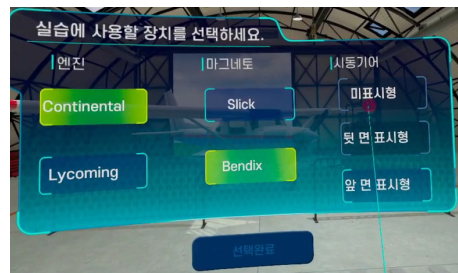 실습에 사용할 장치를 선택하세요.
엔진
마그네토
시동기어
Continental
Slick
미표시형
Lycoming
Bendix
뒷 면 표시형
앞 면 표시형
선택완료